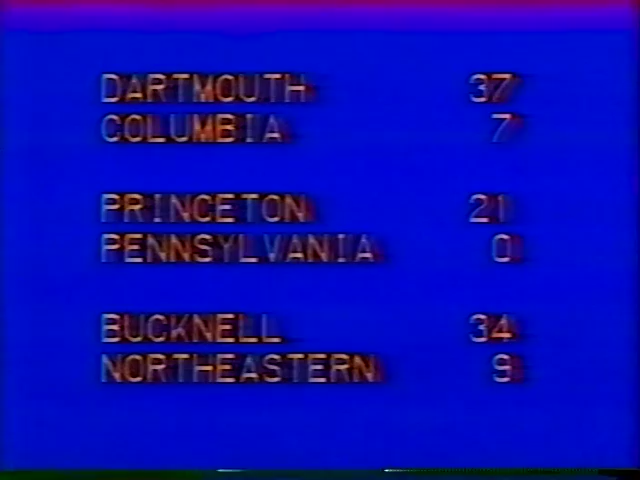 DARTMOUTH 37
COLUMBIA 7
PRINCETON 21
PENNSYLVANIA 0
BUCKNELL 34
NORTHEASTERN 9